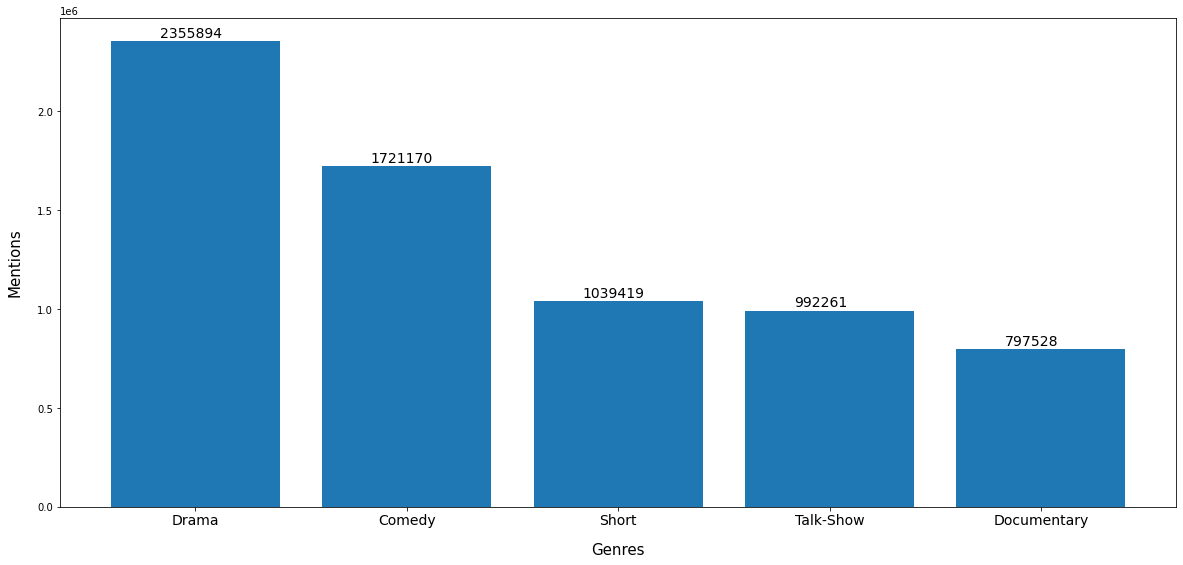 1e6
2355894
2.0
1721170
1.5
Mentions
1039419
1.0
992261
797528
0.5
0.0
Drama Comedy Short Talk-Show Documentary
Genres